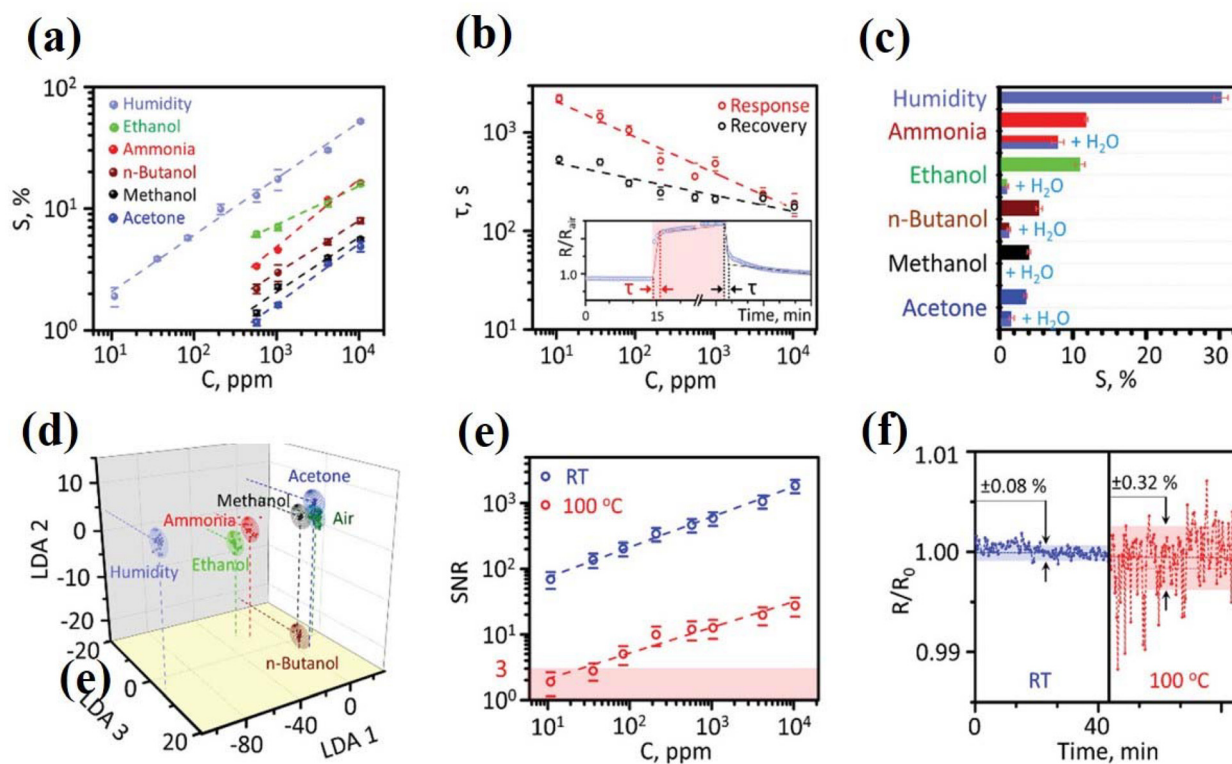 (a)
S, %
10²
10¹
10⁰
Humidity
Ethanol
Ammonia
n-Butanol
Methanol
Acetone
10¹ 10² 10³ 10⁴
C, ppm
(b)
τ, s
10³
10²
10¹
Response
Recovery
R/Rair
1.0
τ τ
0 15 Time, min
10¹ 10² 10³ 10⁴
C, ppm
(c)
Humidity
Ammonia
+ H₂O
Ethanol
+ H₂O
n-Butanol
+ H₂O
Methanol
+ H₂O
Acetone
+ H₂O
0 10 20 30
S, %
(d)
LDA 2
10
0
-10
-20
Acetone
Methanol
Air
Ammonia
Ethanol
Humidity
n-Butanol
-20
0
20
(e)
LDA 3
-80 -40 0
LDA 1
(e)
SNR
10³
10²
10¹
3
10⁰
RT
100 °C
10¹ 10² 10³ 10⁴
C, ppm
(f)
R/R₀
1.01
1.00
0.99
±0.08 %
±0.32 %
RT
100 °C
0 40
Time, min